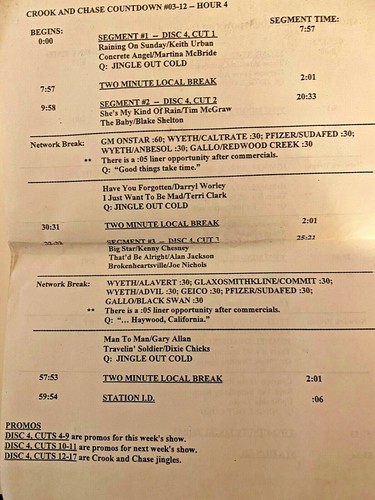 CROOK AND CHASE COUNTDOWN #03-12 -- HOUR 4
BEGINS: SEGMENT TIME:
0:00 SEGMENT #1 -- DISC 4, CUT 1 7:57
Raining On Sunday/Keith Urban
Concrete Angel/Martina McBride
Q: JINGLE OUT COLD
7:57 TWO MINUTE LOCAL BREAK 2:01
9:58 SEGMENT #2 -- DISC 4, CUT 2 20:33
She's My Kind Of Rain/Tim McGraw
The Baby/Blake Shelton
Network Break: GM ONSTAR :60; WYETH/CALTRATE :30; PFIZER/SUDAFED :30;
WYETH/ANBESOL :30; GALLO/REDWOOD CREEK :30
** There is a :05 liner opportunity after commercials.
Q: "Good things take time."
Have You Forgotten/Darryl Worley
I Just Want To Be Mad/Terri Clark
Q: JINGLE OUT COLD
30:31 TWO MINUTE LOCAL BREAK 2:01
SEGMENT #3 -- DISC 4, CUT 3 25:21
Big Star/Kenny Chesney
That'd Be Alright/Alan Jackson
Brokenheartsville/Joe Nichols
Network Break: WYETH/ALAVERT :30; GLAXOSMITHKLINE/COMMIT :30;
WYETH/ADVIL :30; GEICO :30; PFIZER/SUDAFED :30;
GALLO/BLACK SWAN :30
** There is a :05 liner opportunity after commercials.
Q: "... Haywood, California."
Man To Man/Gary Allan
Travelin' Soldier/Dixie Chicks
Q: JINGLE OUT COLD
57:53 TWO MINUTE LOCAL BREAK 2:01
59:54 STATION I.D. :06
PROMOS
DISC 4, CUTS 4-9 are promos for this week's show.
DISC 4, CUTS 10-11 are promos for next week's show.
DISC 4, CUTS 12-17 are Crook and Chase jingles.